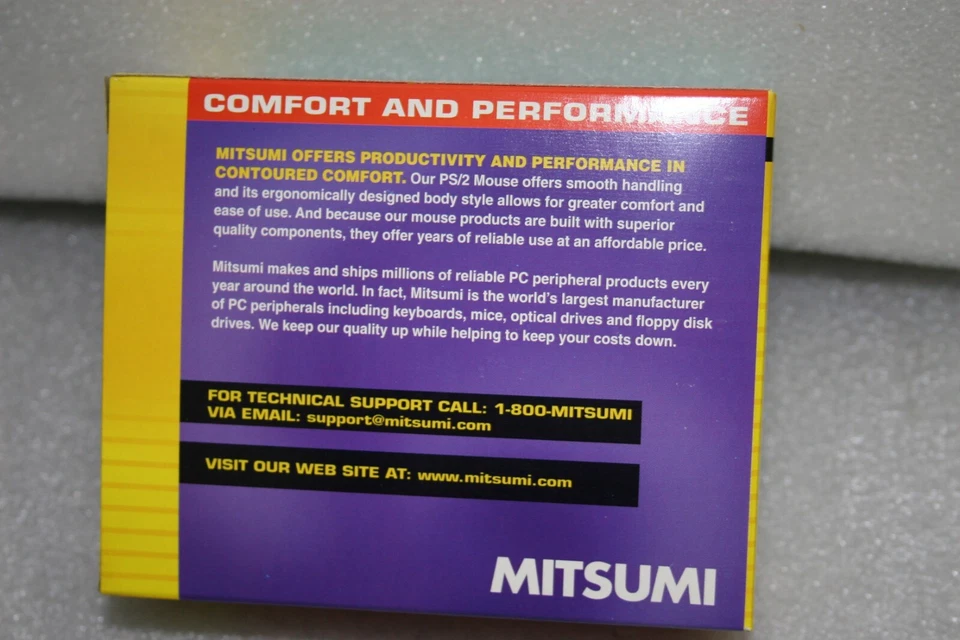 COMFORT AND PERFORMANCE
MITSUMI OFFERS PRODUCTIVITY AND PERFORMANCE IN
CONTOURED COMFORT. Our PS/2 Mouse offers smooth handling
and its ergonomically designed body style allows for greater comfort and
ease of use. And because our mouse products are built with superior
quality components, they offer years of reliable use at an affordable price.
Mitsumi makes and ships millions of reliable PC peripheral products every
year around the world. In fact, Mitsumi is the world's largest manufacturer
of PC peripherals including keyboards, mice, optical drives and floppy disk
drives. We keep our quality up while helping to keep your costs down.
FOR TECHNICAL SUPPORT CALL: 1-800-MITSUMI
VIA EMAIL: support@mitsumi.com
VISIT OUR WEB SITE AT: www.mitsumi.com
MITSUMI